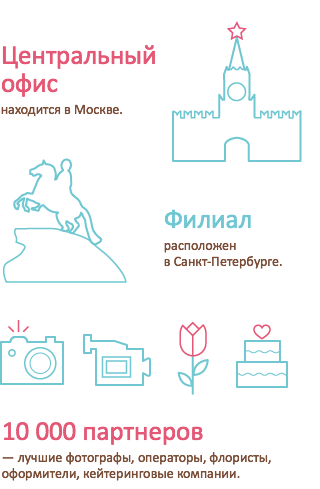 Центральный
офис
находится в Москве.
Филиал
расположен
в Санкт-Петербурге.
10 000 партнеров
— лучшие фотографы, операторы, флористы,
оформители, кейтеринговые компании.